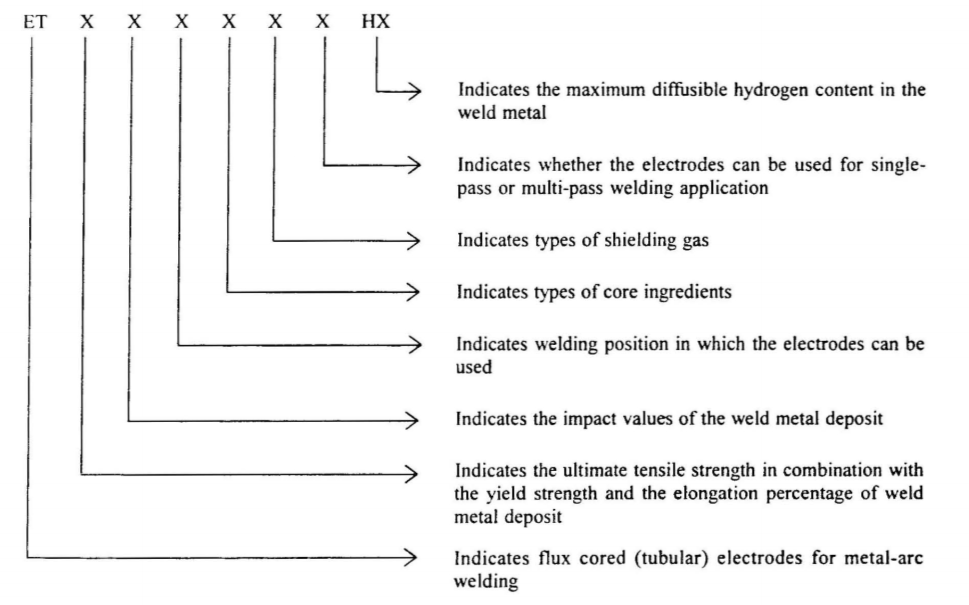 ET X X X X X X HX
Indicates the maximum diffusible hydrogen content in the
weld metal
Indicates whether the electrodes can be used for single-
pass or multi-pass welding application
Indicates types of shielding gas
Indicates types of core ingredients
Indicates welding position in which the electrodes can be
used
Indicates the impact values of the weld metal deposit
Indicates the ultimate tensile strength in combination with
the yield strength and the elongation percentage of weld
metal deposit
Indicates flux cored (tubular) electrodes for metal-arc
welding